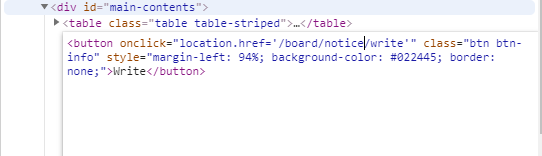 ▼<div id="main-contents">
▶<table class="table table-striped">…</table>
<button onclick="location.href='/board/notice/write'" class="btn btn-
info" style="margin-left: 94%; background-color: #022445; border:
none;">Write</button>